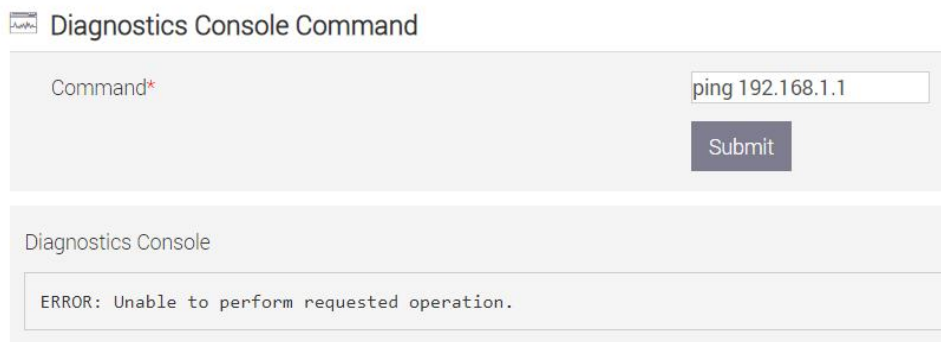 Diagnostics Console Command
Command* ping 192.168.1.1
Submit
Diagnostics Console
ERROR: Unable to perform requested operation.